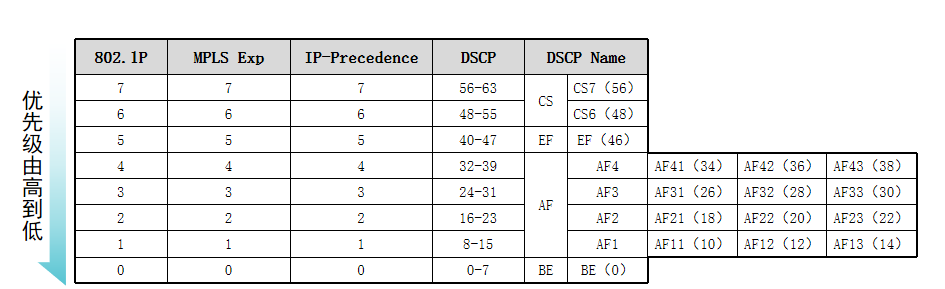 优先级由高到低
802.1P MPLS Exp IP-Precedence DSCP DSCP Name
7 7 7 56-63 CS CS7（56）
6 6 6 48-55 CS6（48）
5 5 5 40-47 EF EF（46）
4 4 4 32-39 AF AF4 AF41（34） AF42（36） AF43（38）
3 3 3 24-31 AF3 AF31（26） AF32（28） AF33（30）
2 2 2 16-23 AF2 AF21（18） AF22（20） AF23（22）
1 1 1 8-15 AF1 AF11（10） AF12（12） AF13（14）
0 0 0 0-7 BE BE（0）